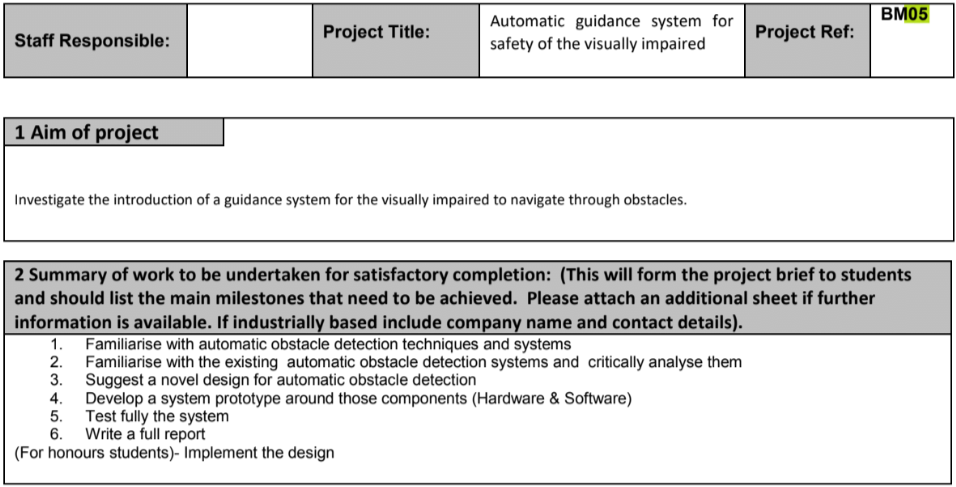 Staff Responsible:
Project Title:
Automatic guidance system for
safety of the visually impaired
Project Ref:
BM05
1 Aim of project
Investigate the introduction of a guidance system for the visually impaired to navigate through obstacles.
2 Summary of work to be undertaken for satisfactory completion: (This will form the project brief to students
and should list the main milestones that need to be achieved. Please attach an additional sheet if further
information is available. If industrially based include company name and contact details).
1. Familiarise with automatic obstacle detection techniques and systems
2. Familiarise with the existing automatic obstacle detection systems and critically analyse them
3. Suggest a novel design for automatic obstacle detection
4. Develop a system prototype around those components (Hardware & Software)
5. Test fully the system
6. Write a full report
(For honours students)- Implement the design